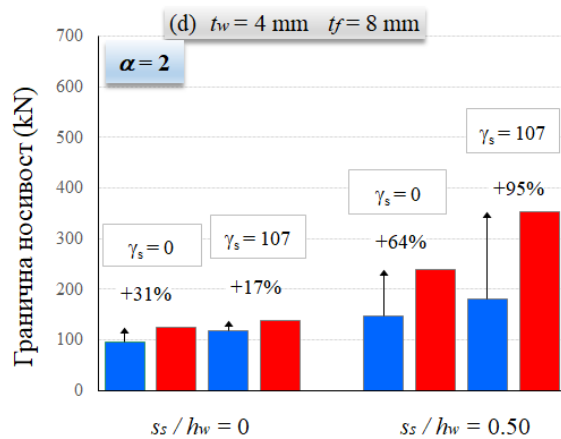 (d) tw = 4 mm tf = 8 mm
α = 2
Гранична носивост (kN)
700
600
500
400
300
200
100
0
γs = 0
+31%
γs = 107
+17%
γs = 0
+64%
γs = 107
+95%
ss / hw = 0
ss / hw = 0.50